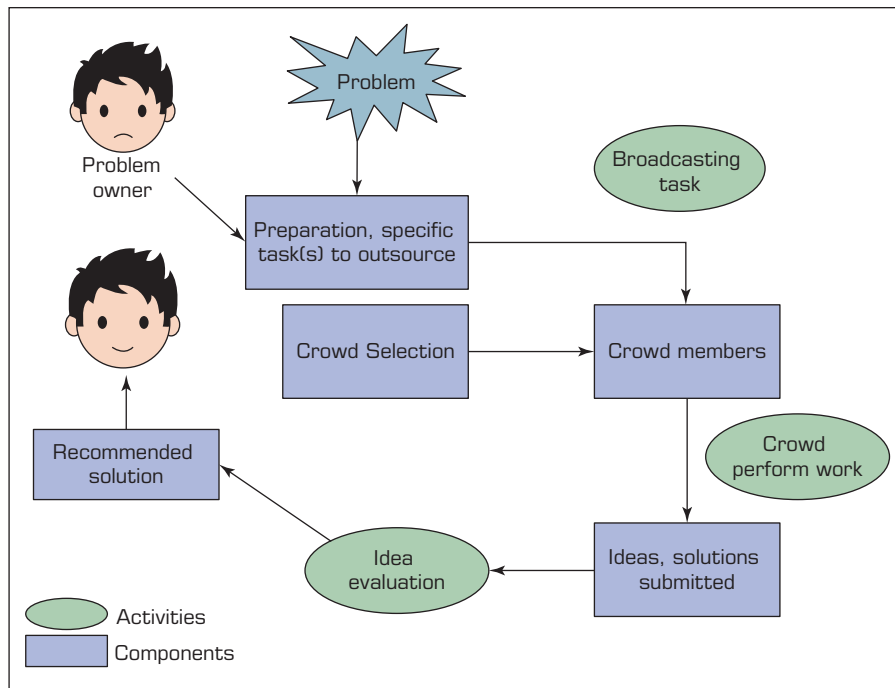 Problem
Problem
owner
Broadcasting
task
Preparation, specific
task(s) to outsource
Crowd Selection
Crowd members
Recommended
solution
Crowd
perform work
Idea
evaluation
Ideas, solutions
submitted
Activities
Components